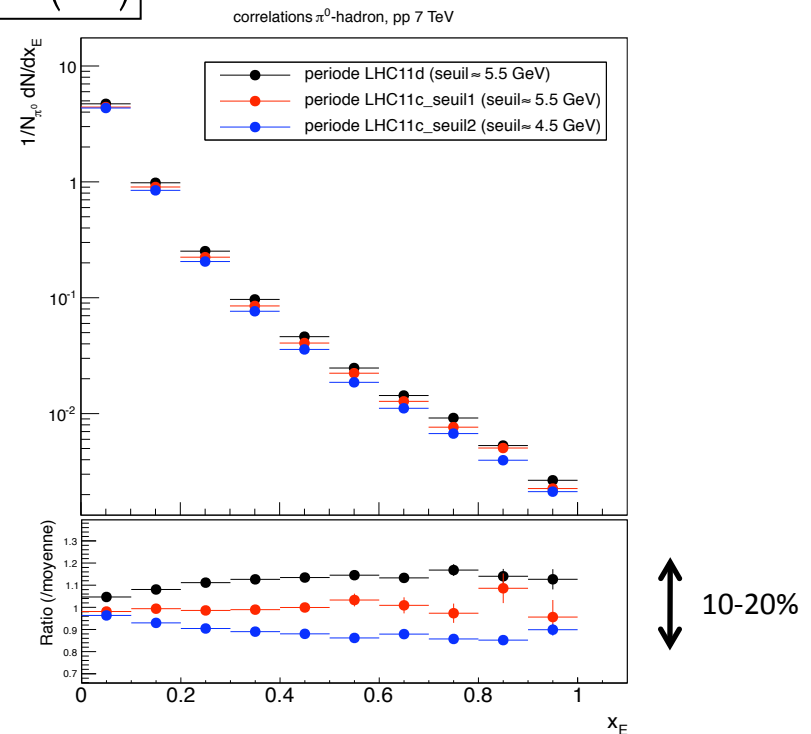 correlations π⁰-hadron, pp 7 TeV
1/N_π⁰ dN/dx_E
periode LHC11d (seuil≈ 5.5 GeV)
periode LHC11c_seuil1 (seuil≈ 5.5 GeV)
periode LHC11c_seuil2 (seuil≈ 4.5 GeV)
10
1
10⁻¹
10⁻²
Ratio (/moyenne)
1.3
1.2
1.1
1
0.9
0.8
0.7
10-20%
0 0.2 0.4 0.6 0.8 1
x_E